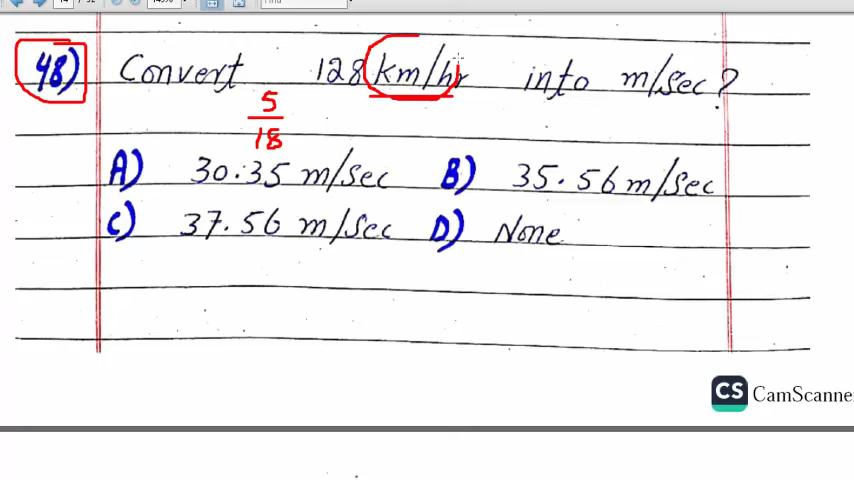 48) Convert 128 km/hr into m/sec?
5
18
A) 30.35 m/sec B) 35.56 m/sec
C) 37.56 m/sec D) None
CS CamScanne